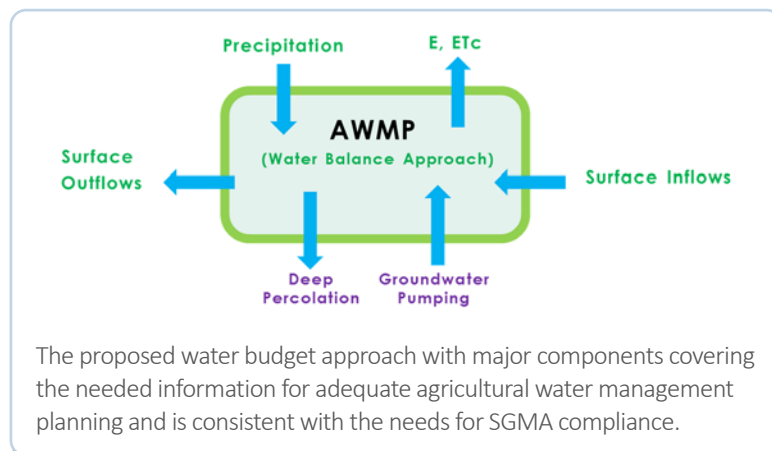 Precipitation
E, ETc
AWMP
(Water Balance Approach)
Surface
Outflows
Surface Inflows
Deep
Percolation
Groundwater
Pumping
The proposed water budget approach with major components covering
the needed information for adequate agricultural water management
planning and is consistent with the needs for SGMA compliance.